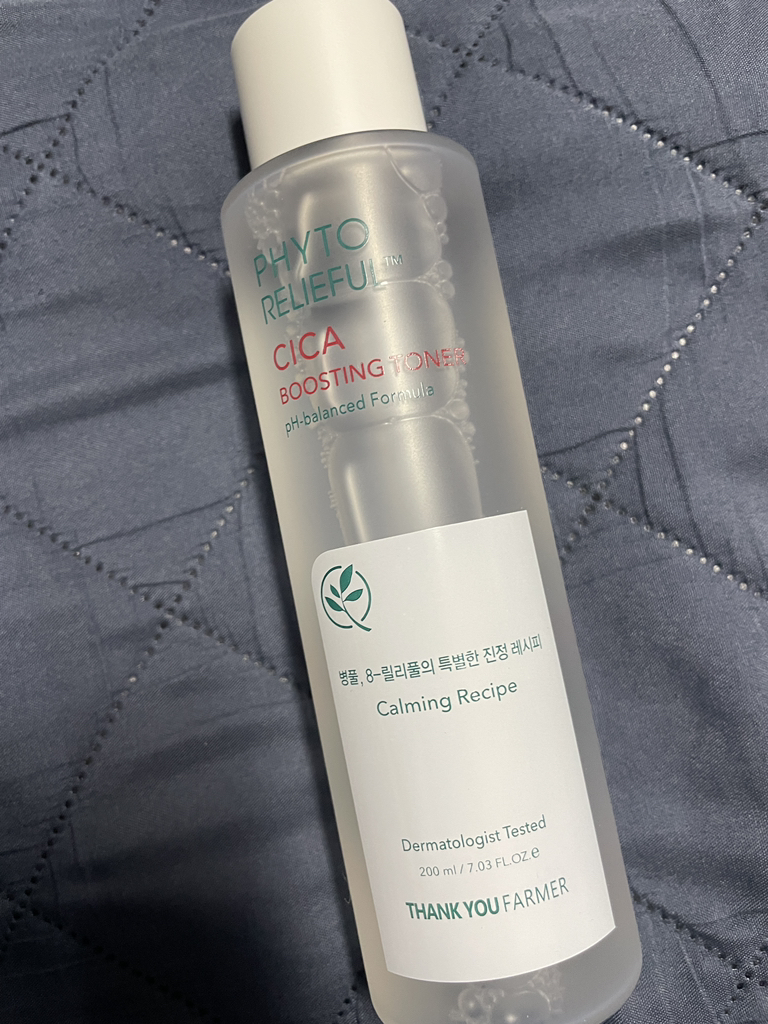 PHYTO
RELIEFUL™
CICA
BOOSTING TONER
pH-balanced Formula
병풀, 8-릴리풀의 특별한 진정 레시피
Calming Recipe
Dermatologist Tested
200 ml / 7.03 FL.OZ.e
THANK YOU FARMER